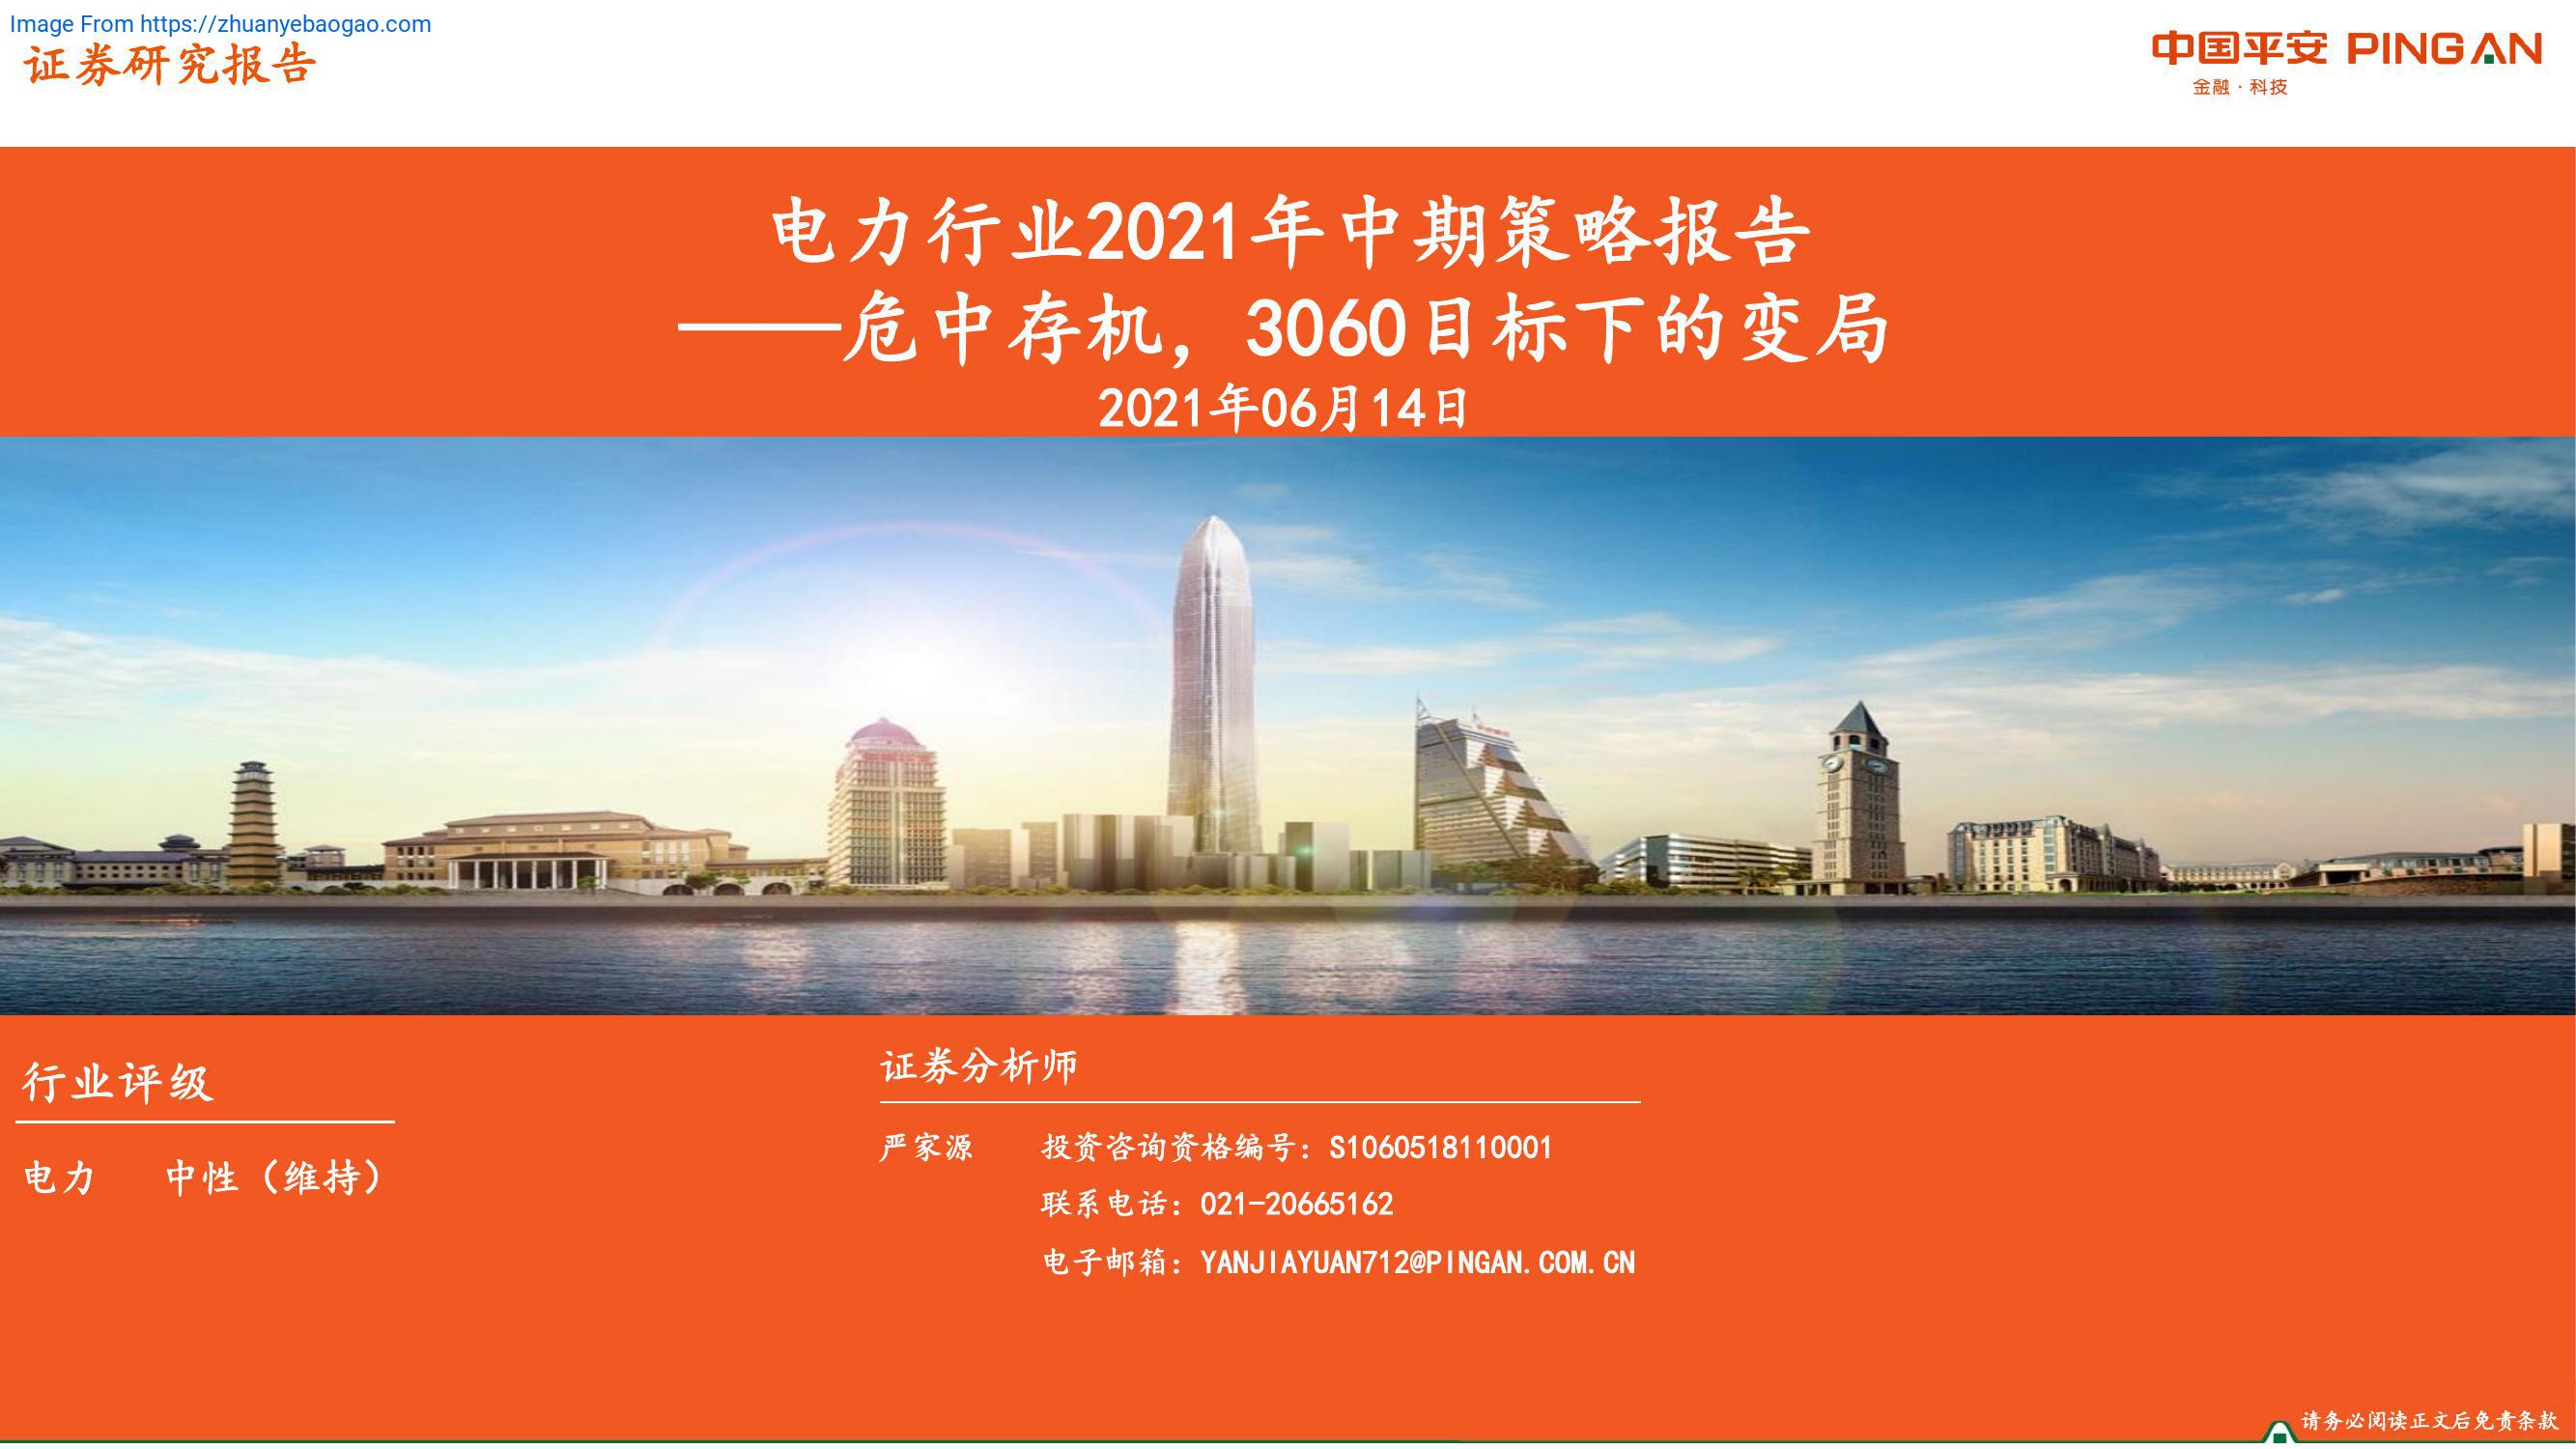 Image From https://zhuanyebaogao.com
证券研究报告
中国平安 PINGAN
金融·科技
电力行业2021年中期策略报告
——危中存机，3060目标下的变局
2021年06月14日
行业评级
电力 中性（维持）
证券分析师
严家源 投资咨询资格编号：S1060518110001
联系电话：021-20665162
电子邮箱：YANJIAYUAN712@PINGAN.COM.CN
请务必阅读正文后免责条款